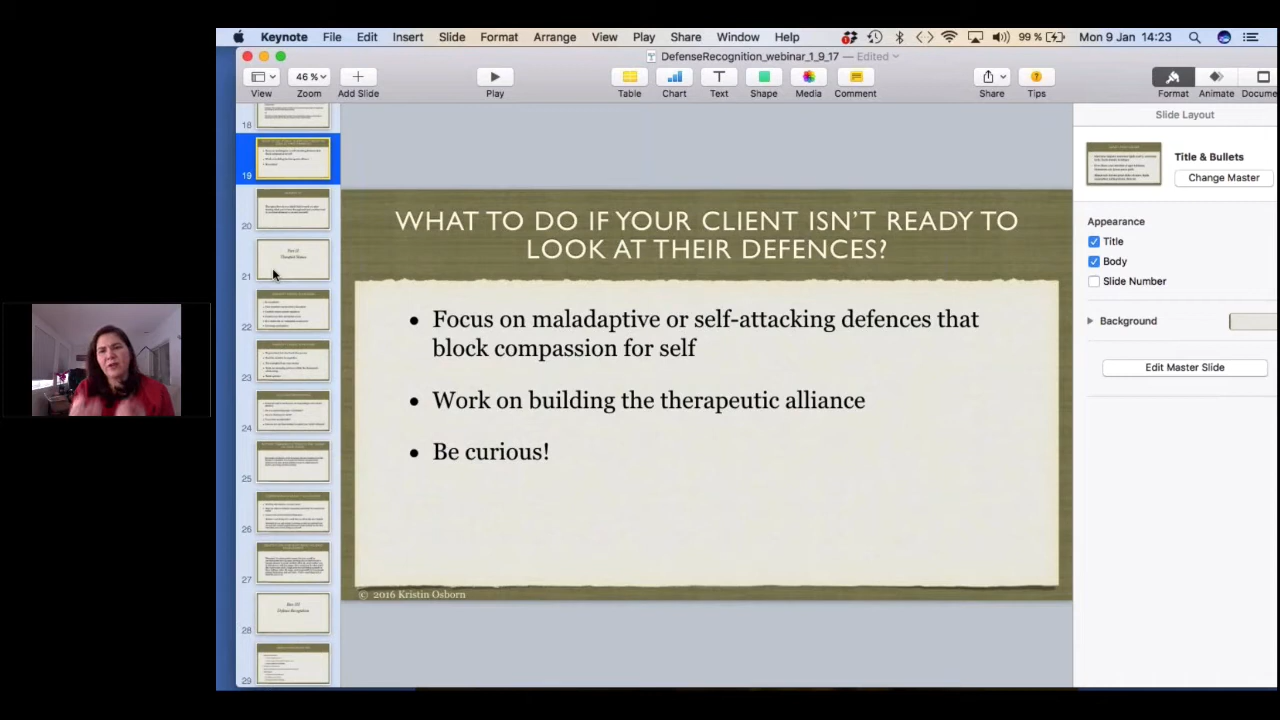 Keynote File Edit Insert Slide Format Arrange View Play Share Window Help 99 % Mon 9 Jan 14:23
DefenseRecognition_webinar_1_9_17 — Edited
46 %
View Zoom Add Slide Play Table Chart Text Shape Media Comment Share Tips Format Animate Docume
Slide Layout
Title & Bullets
Change Master
Appearance
Title
Body
Slide Number
Background
Edit Master Slide
18
19
20
21
22
23
24
25
26
27
28
29
WHAT TO DO IF YOUR CLIENT ISN'T READY TO
LOOK AT THEIR DEFENCES?
• Focus on maladaptive or self-attacking defences that
block compassion for self
• Work on building the therapeutic alliance
• Be curious!
© 2016 Kristin Osborn